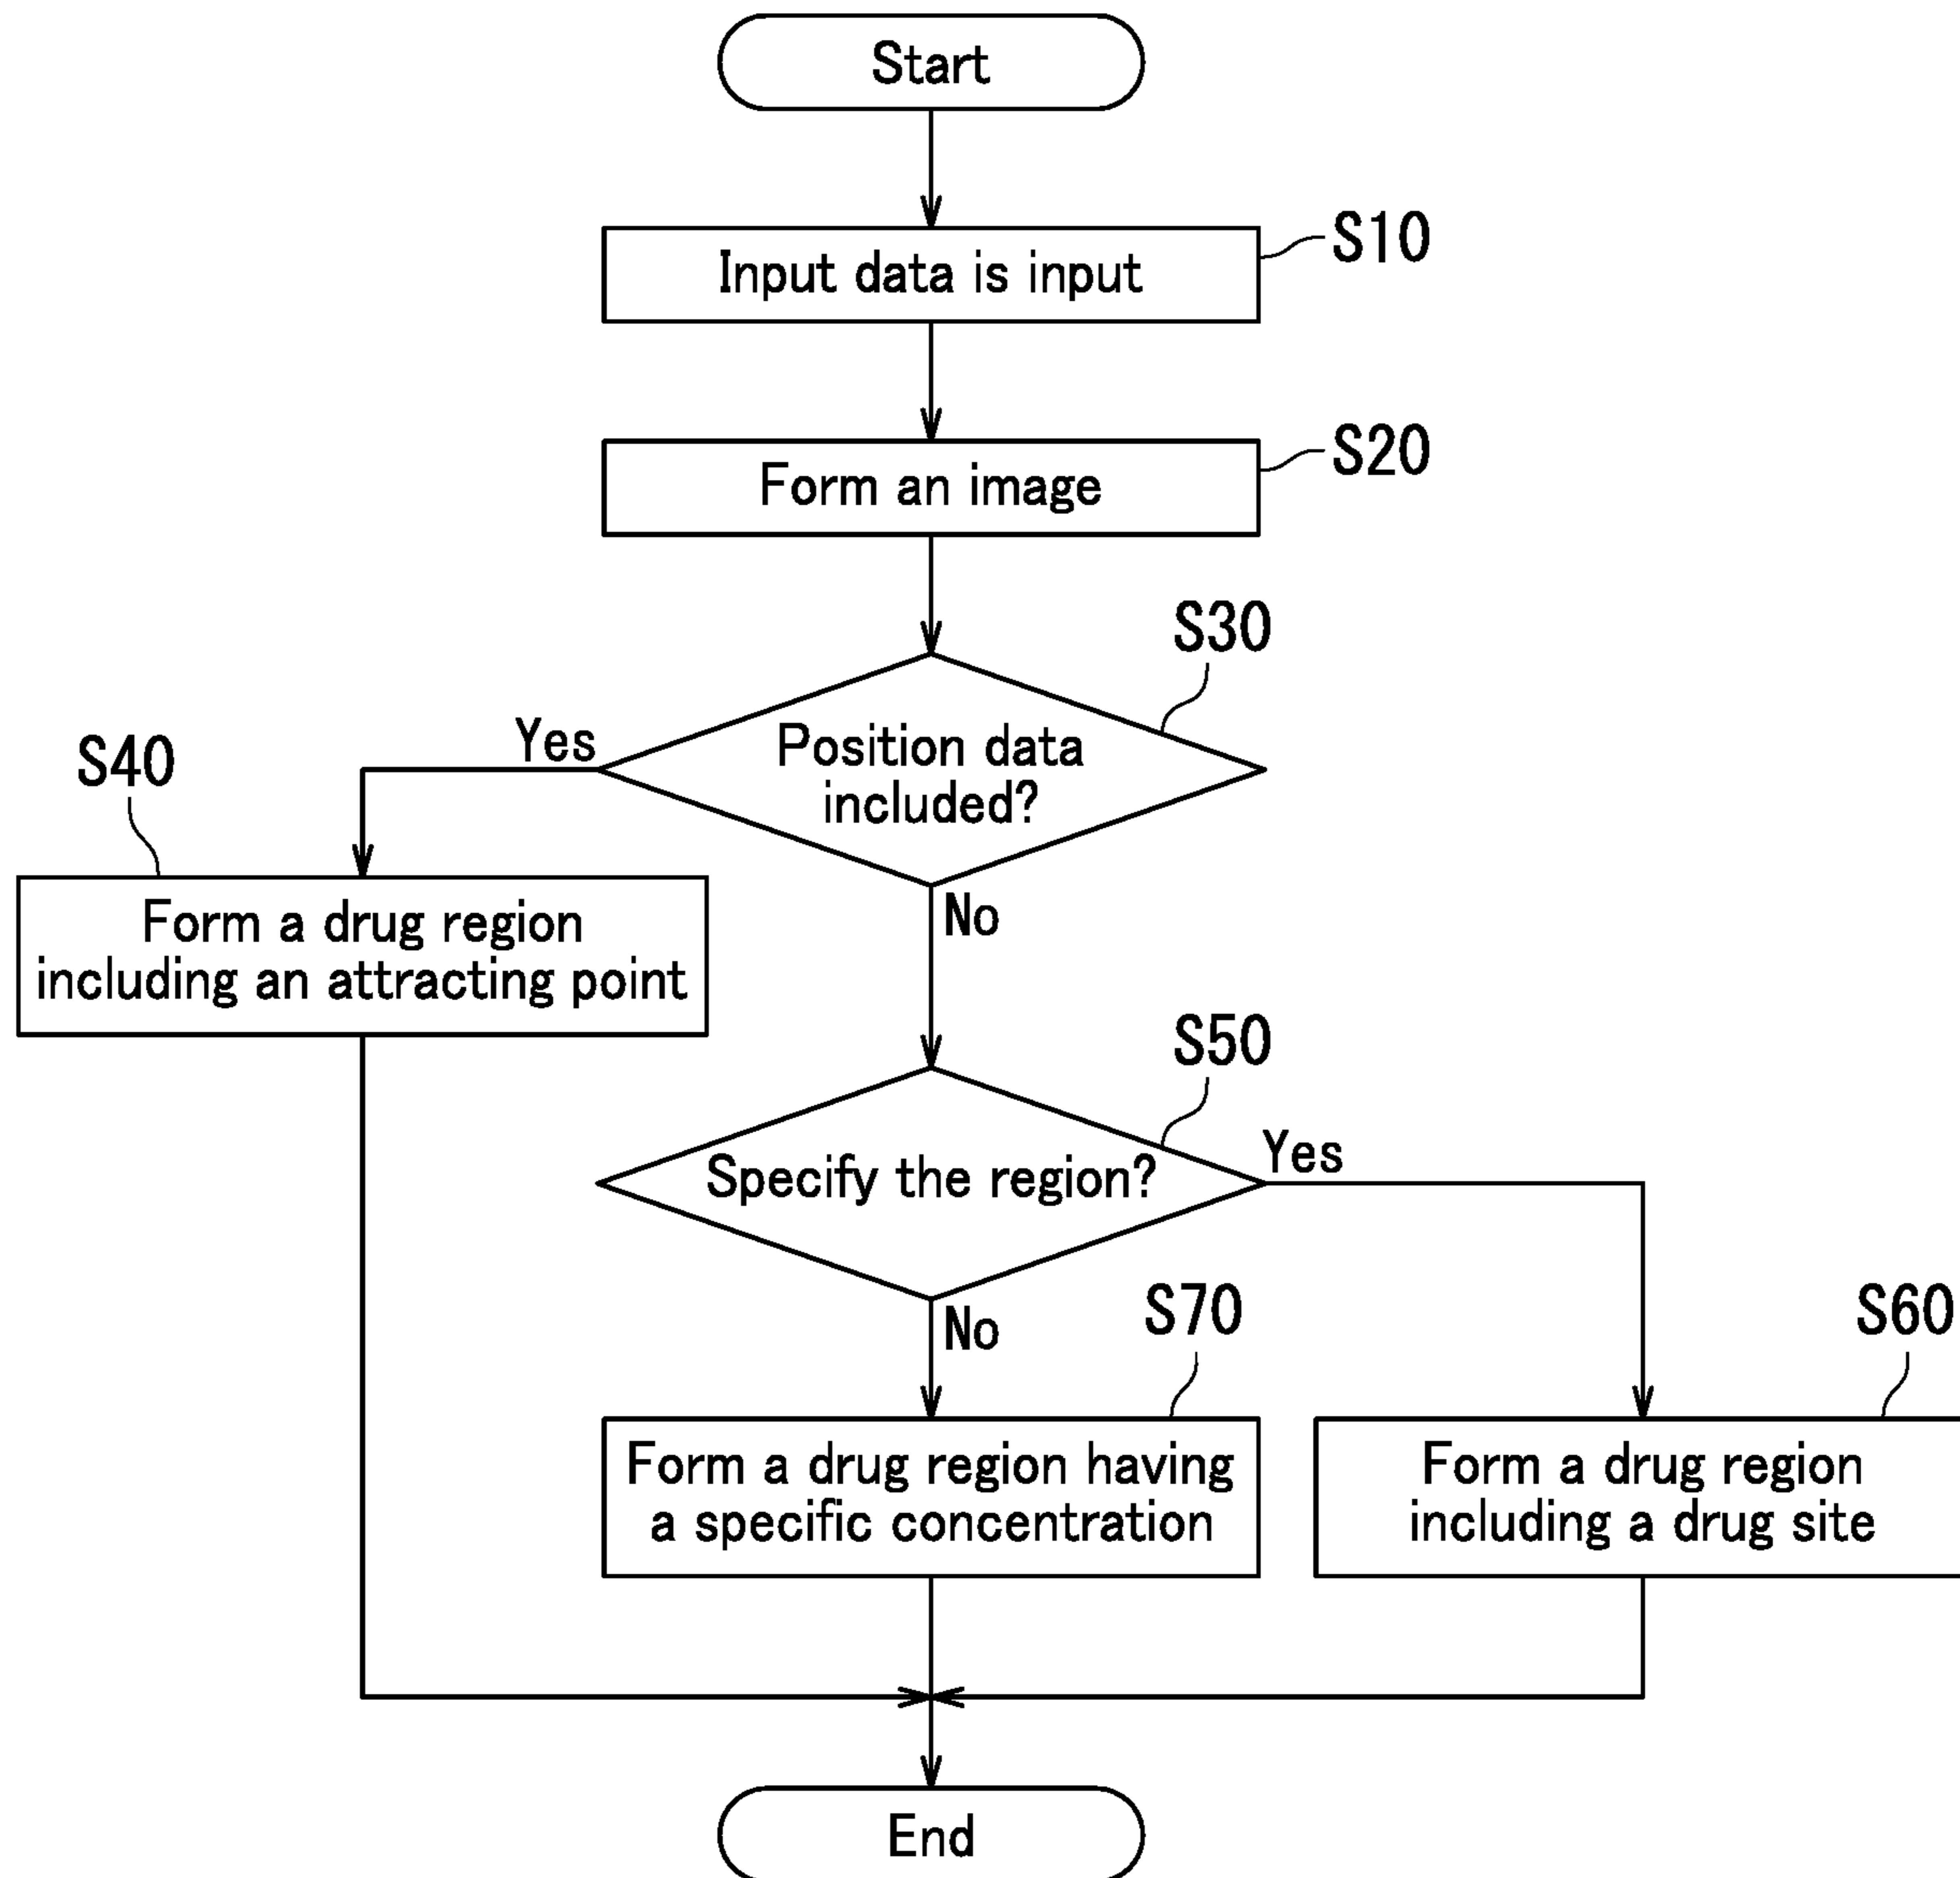 Start
Input data is input
S10
Form an image
S20
S30
Position data
included?
Yes
No
S40
Form a drug region
including an attracting point
S50
Specify the region?
Yes
No
S70
Form a drug region having
a specific concentration
S60
Form a drug region
including a drug site
End